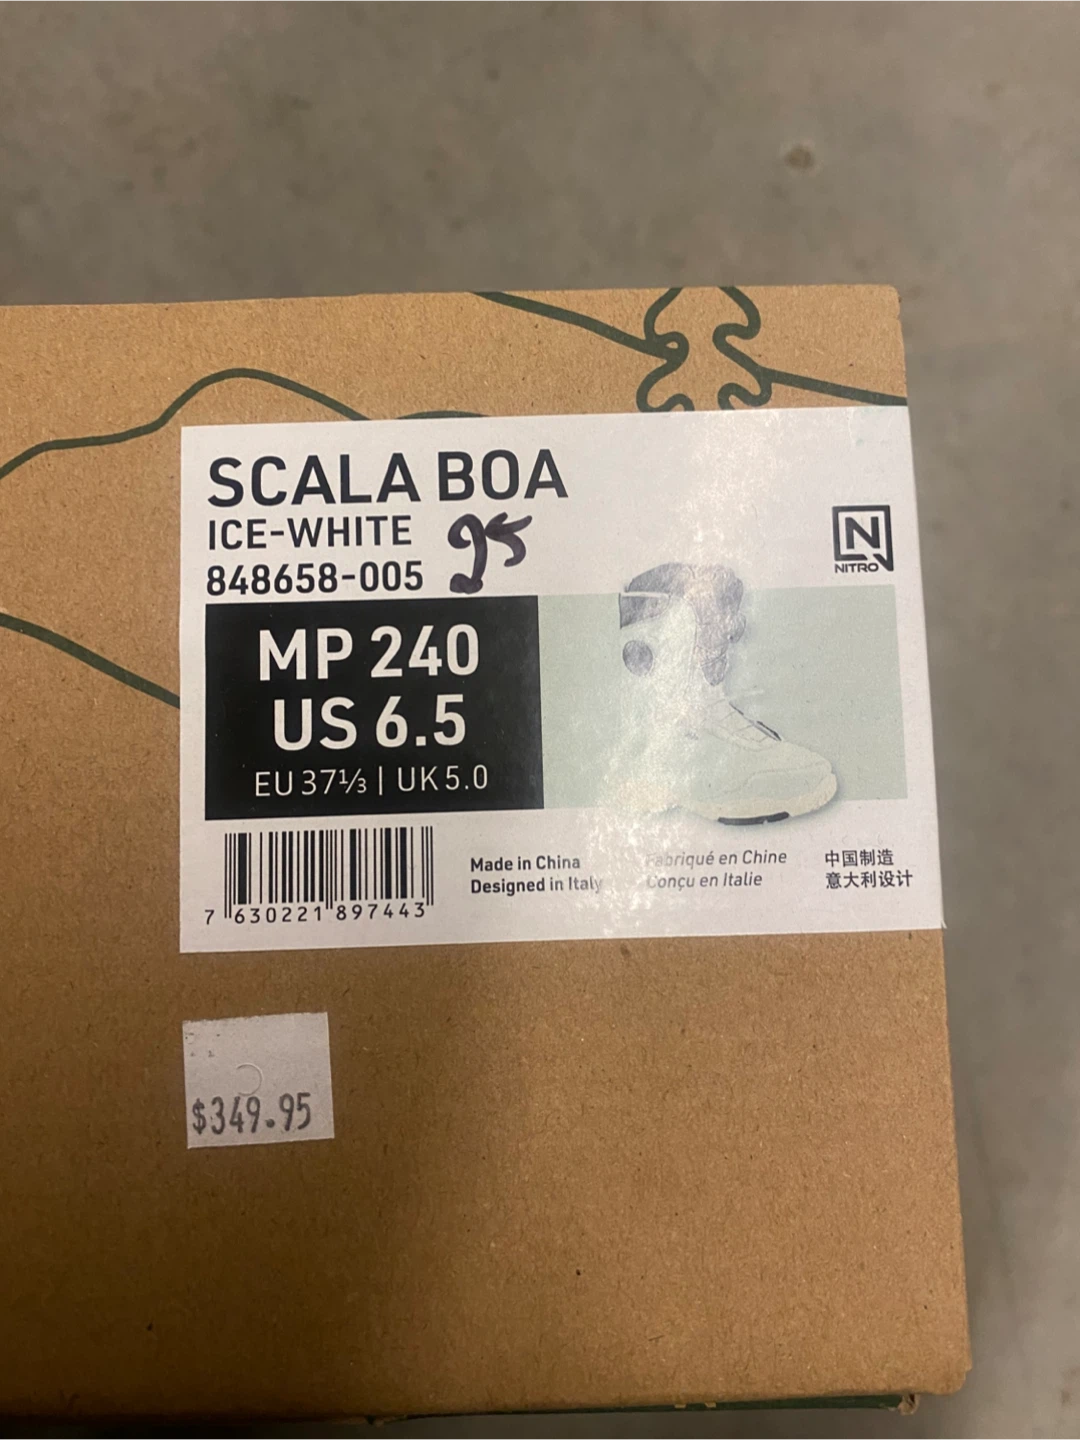 SCALA BOA
ICE-WHITE
848658-005
25
N
NITRO
MP 240
US 6.5
EU 37⅓ | UK 5.0
7 630221 897443
Made in China
Designed in Italy
Fabriqué en Chine
Conçu en Italie
中国制造
意大利设计
$349.95